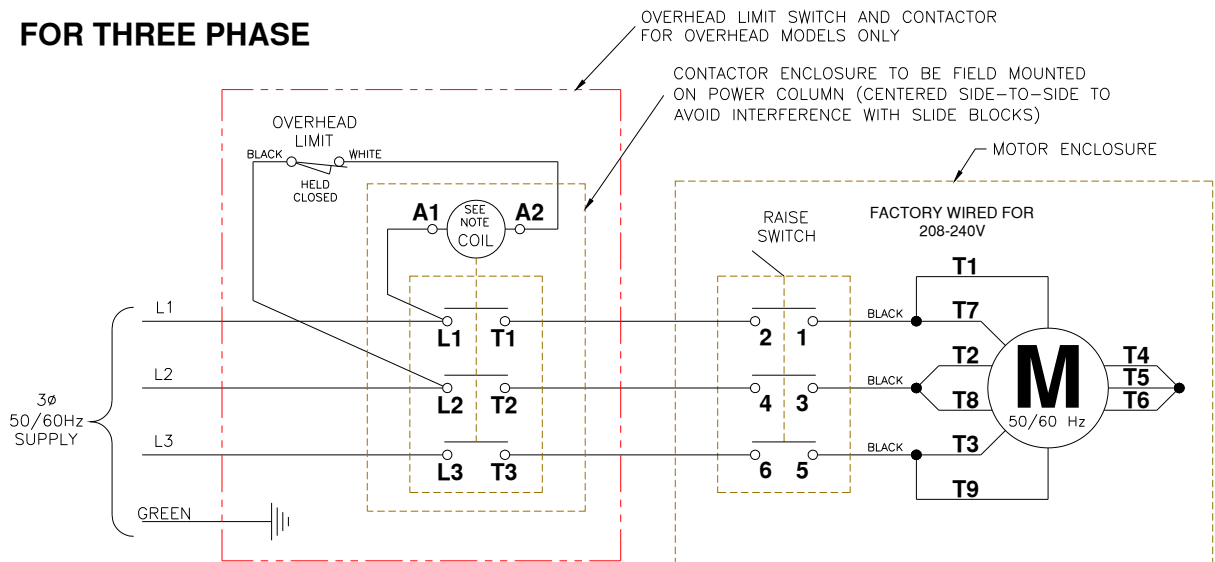 FOR THREE PHASE
OVERHEAD LIMIT SWITCH AND CONTACTOR
FOR OVERHEAD MODELS ONLY
CONTACTOR ENCLOSURE TO BE FIELD MOUNTED
ON POWER COLUMN (CENTERED SIDE-TO-SIDE TO
AVOID INTERFERENCE WITH SLIDE BLOCKS)
MOTOR ENCLOSURE
OVERHEAD
LIMIT
BLACK
WHITE
HELD
CLOSED
A1
SEE
NOTE
COIL
A2
RAISE
SWITCH
FACTORY WIRED FOR
208-240V
3ø
50/60Hz
SUPPLY
L1
L1
T1
2
1
BLACK
T1
T7
L2
L2
T2
4
3
BLACK
T2
T8
L3
L3
T3
6
5
BLACK
T3
T9
M
50/60 Hz
T4
T5
T6
GREEN